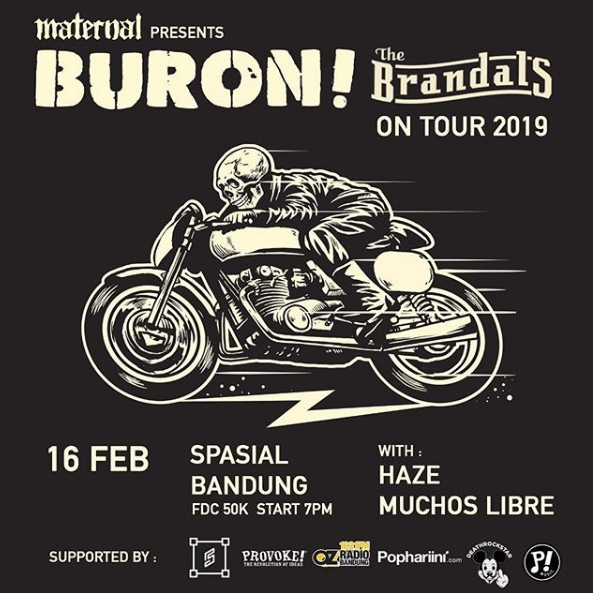 maternal PRESENTS
BURON!
The
Brandals
ON TOUR 2019
16 FEB
SPASIAL
BANDUNG
FDC 50K START 7PM
WITH :
HAZE
MUCHOS LIBRE
SUPPORTED BY :
PROVOKE!
THE REVOLUTION OF IDEAS
OZ
RADIO
BANDUNG
Pophariini.com
DEATHROCKSTAR
P!